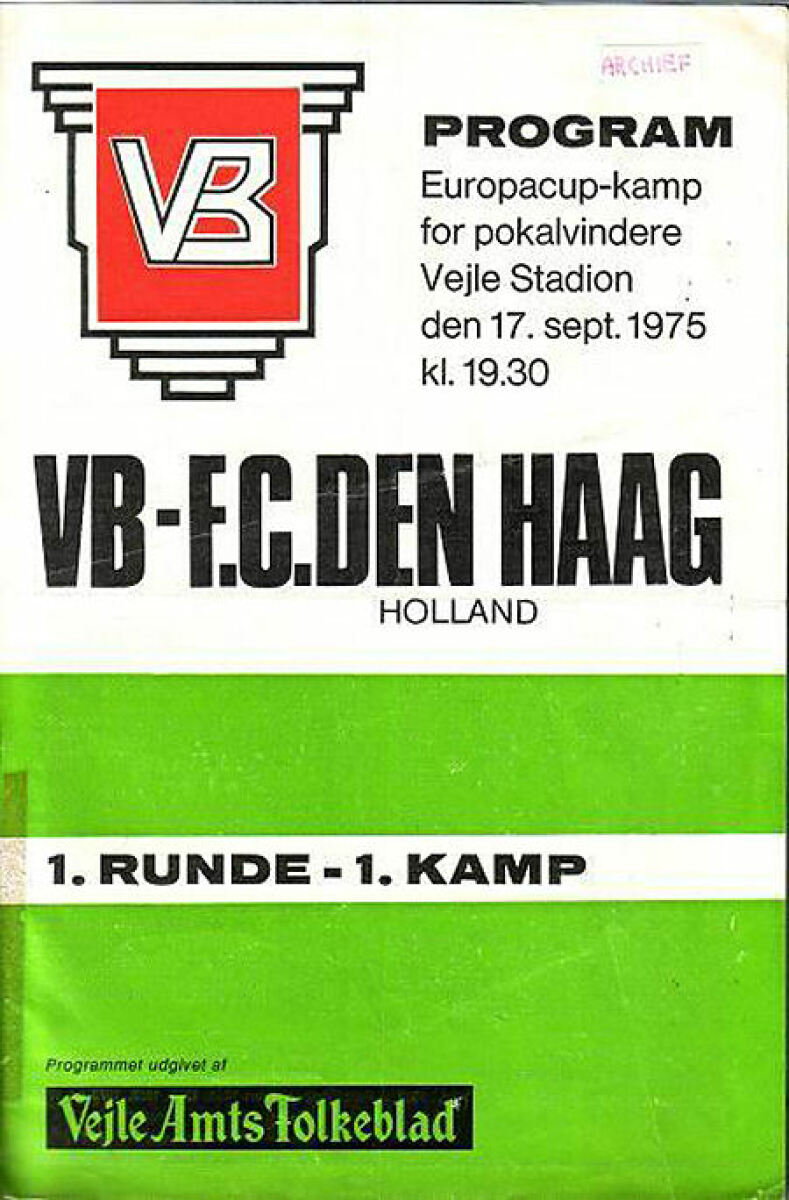 ARCHIEF
VB
PROGRAM
Europacup-kamp
for pokalvindere
Vejle Stadion
den 17. sept. 1975
kl. 19.30
VB-F.C.DEN HAAG
HOLLAND
1. RUNDE - 1. KAMP
Programmet udgivet af
Vejle Amts Folkeblad